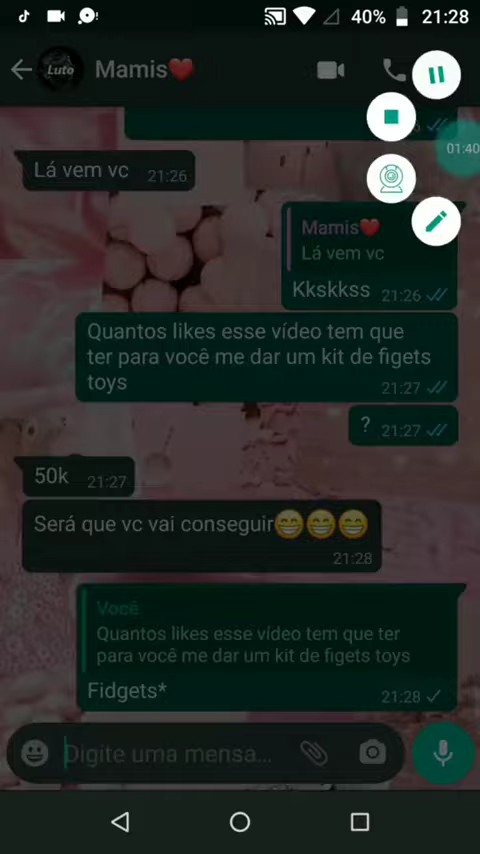 40% 21:28
Luto Mamis❤️
01:40
Lá vem vc 21:26
Mamis❤️
Lá vem vc
Kkskkss 21:26
Quantos likes esse vídeo tem que
ter para você me dar um kit de figets
toys 21:27
? 21:27
50k 21:27
Será que vc vai conseguir😁😁😁
21:28
Você
Quantos likes esse vídeo tem que ter
para você me dar um kit de figets toys
Fidgets* 21:28
Digite uma mensa...